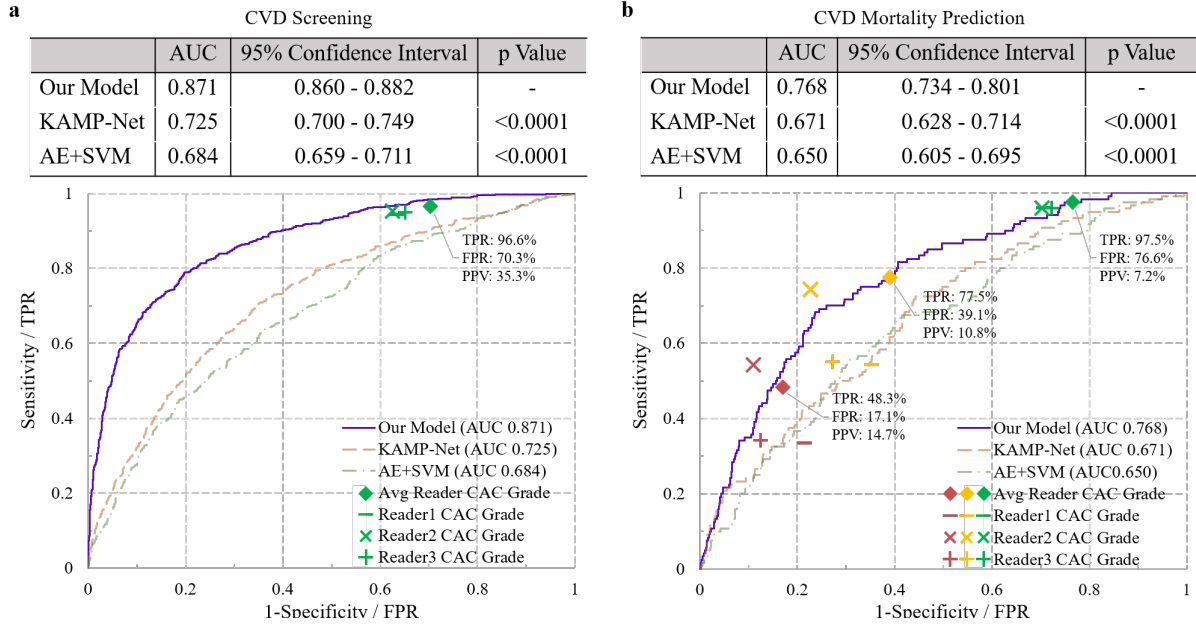 a
CVD Screening
AUC 95% Confidence Interval p Value
Our Model 0.871 0.860 - 0.882 -
KAMP-Net 0.725 0.700 - 0.749 <0.0001
AE+SVM 0.684 0.659 - 0.711 <0.0001
1
0.8
0.6
0.4
0.2
0
Sensitivity / TPR
TPR: 96.6%
FPR: 70.3%
PPV: 35.3%
Our Model (AUC 0.871)
KAMP-Net (AUC 0.725)
AE+SVM (AUC 0.684)
Avg Reader CAC Grade
Reader1 CAC Grade
Reader2 CAC Grade
Reader3 CAC Grade
0 0.2 0.4 0.6 0.8 1
1-Specificity / FPR
b
CVD Mortality Prediction
AUC 95% Confidence Interval p Value
Our Model 0.768 0.734 - 0.801 -
KAMP-Net 0.671 0.628 - 0.714 <0.0001
AE+SVM 0.650 0.605 - 0.695 <0.0001
1
0.8
0.6
0.4
0.2
0
Sensitivity / TPR
TPR: 97.5%
FPR: 76.6%
PPV: 7.2%
TPR: 77.5%
FPR: 39.1%
PPV: 10.8%
TPR: 48.3%
FPR: 17.1%
PPV: 14.7%
Our Model (AUC 0.768)
KAMP-Net (AUC 0.671)
AE+SVM (AUC0.650)
Avg Reader CAC Grade
Reader1 CAC Grade
Reader2 CAC Grade
Reader3 CAC Grade
0 0.2 0.4 0.6 0.8 1
1-Specificity / FPR